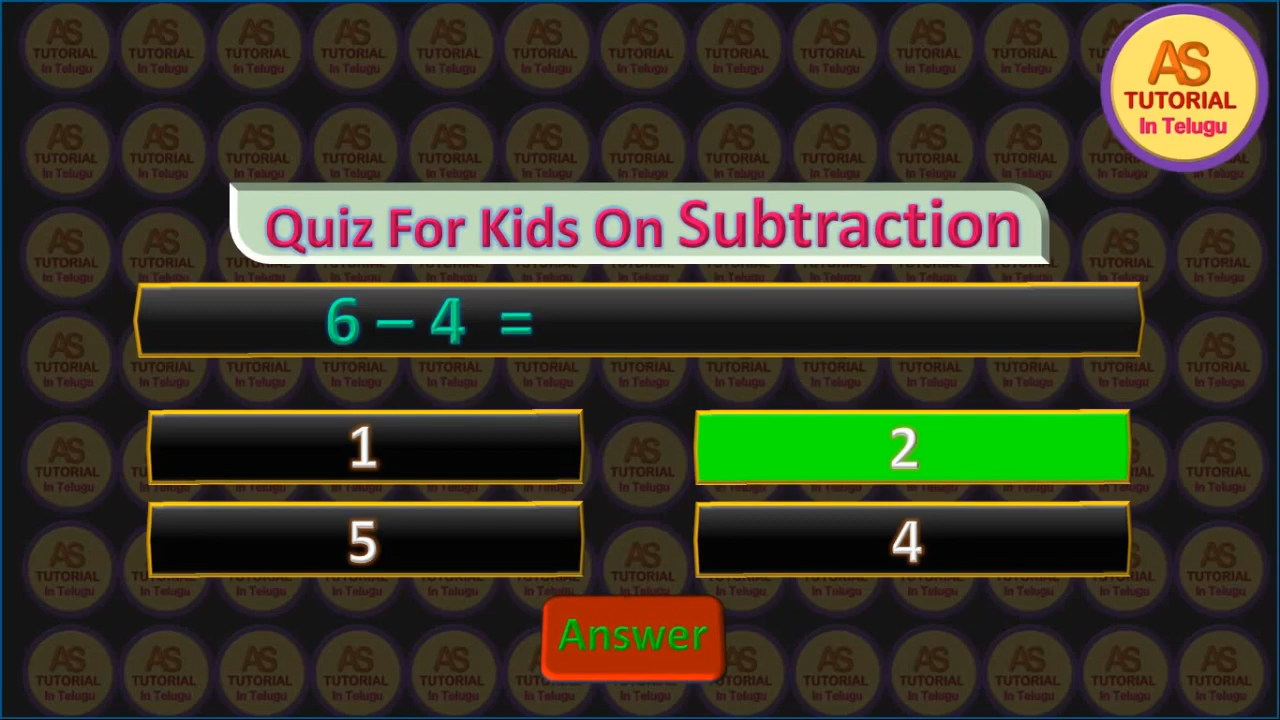 AS
TUTORIAL
In Telugu
Quiz For Kids On Subtraction
6 – 4 =
1
2
5
4
Answer